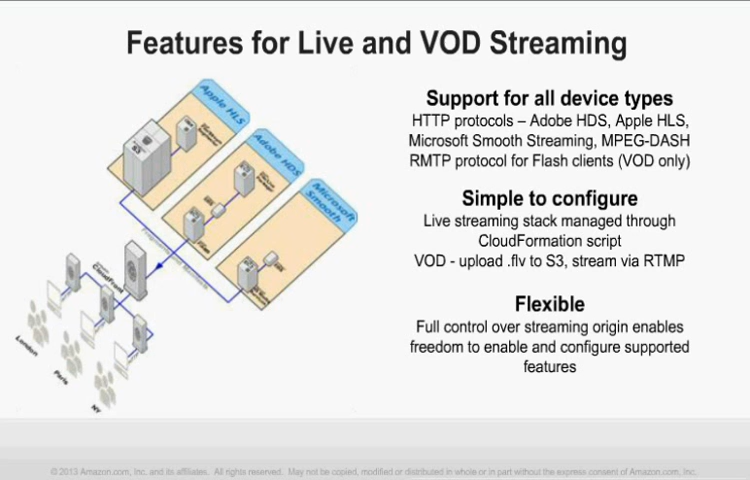 Features for Live and VOD Streaming
Apple HLS
S3
Adobe HDS
Microsoft
Smooth
CloudFront
London
Paris
NY
Support for all device types
HTTP protocols – Adobe HDS, Apple HLS,
Microsoft Smooth Streaming, MPEG-DASH
RMTP protocol for Flash clients (VOD only)
Simple to configure
Live streaming stack managed through
CloudFormation script
VOD - upload .flv to S3, stream via RTMP
Flexible
Full control over streaming origin enables
freedom to enable and configure supported
features
© 2013 Amazon.com, Inc. and its affiliates. All rights reserved. May not be copied, modified or distributed in whole or in part without the express consent of Amazon.com, Inc.